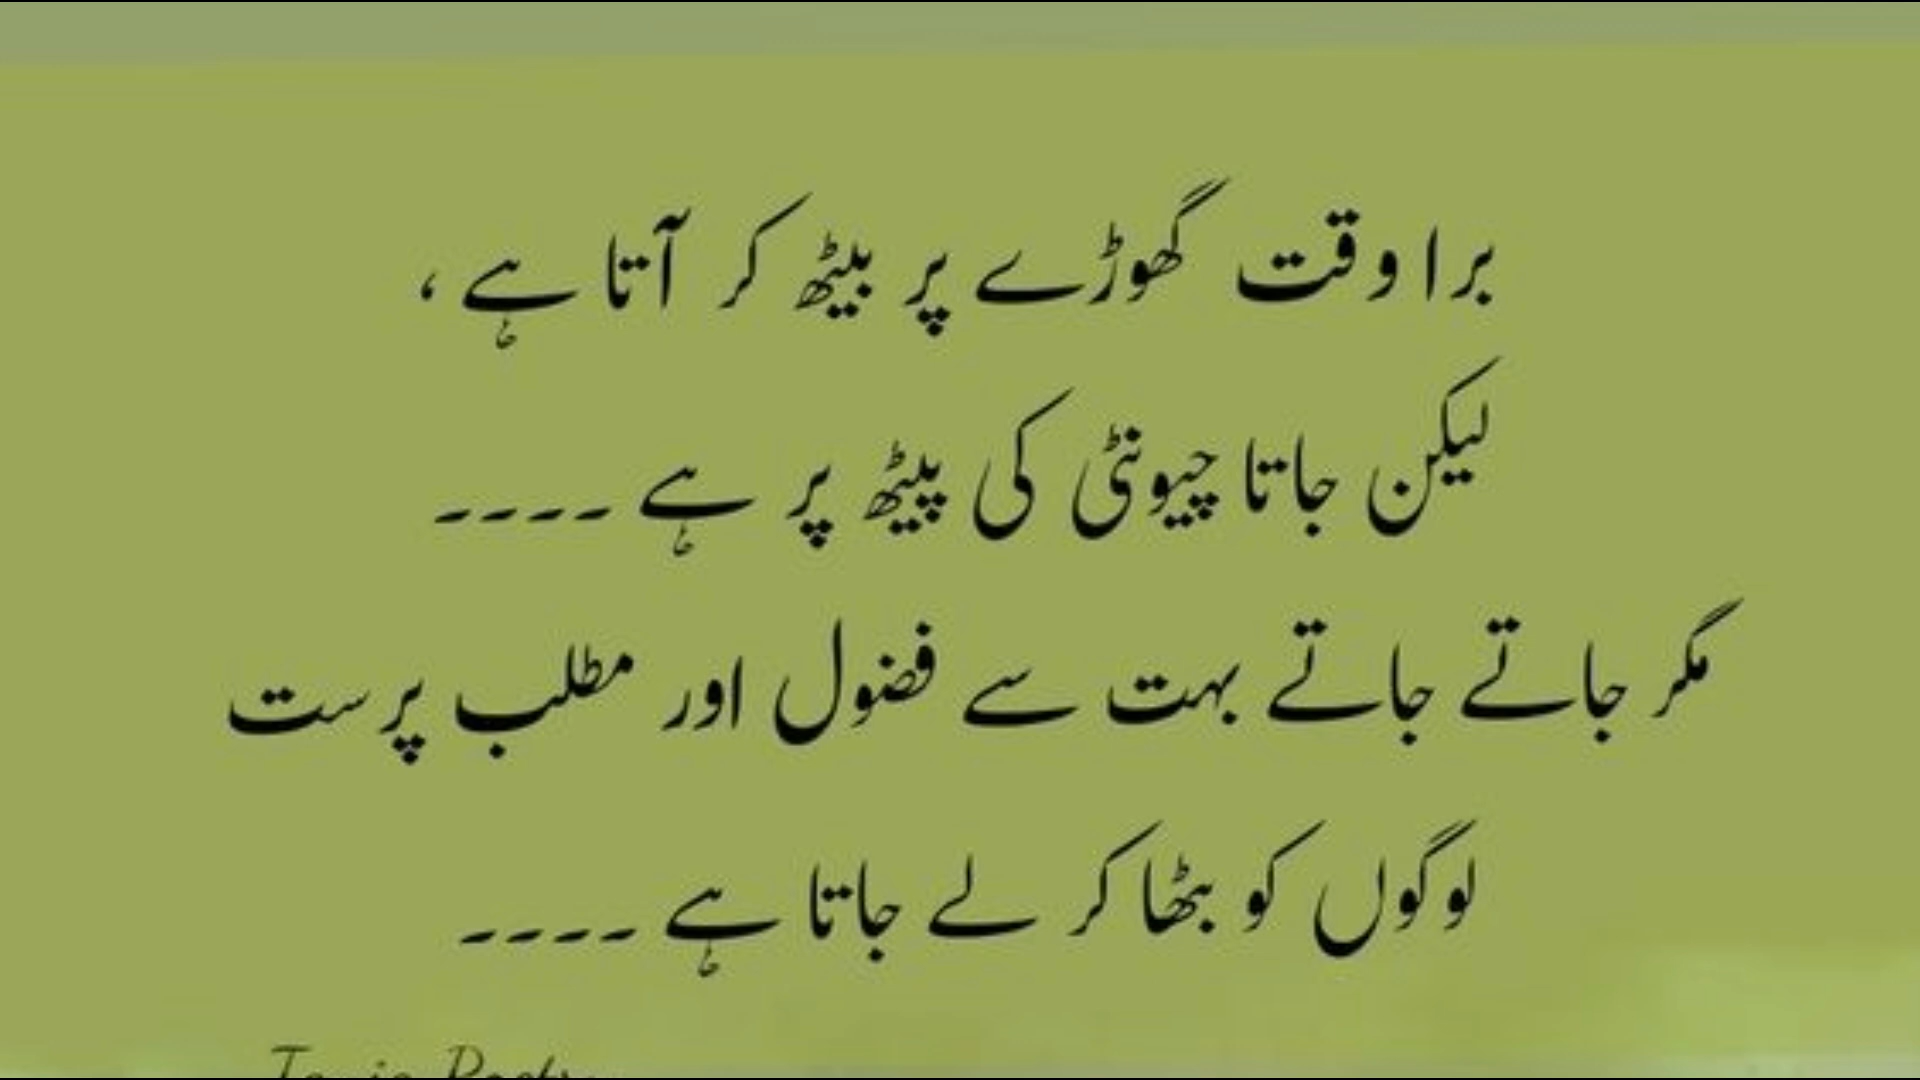 برا وقت گھوڑے پر بیٹھ کر آتا ہے ،
لیکن جاتا چیونٹی کی پیٹھ پر ہے ۔۔۔۔
مگر جاتے جاتے بہت سے فضول اور مطلب پرست
لوگوں کو بٹھا کر لے جاتا ہے ۔۔۔۔
Poetry